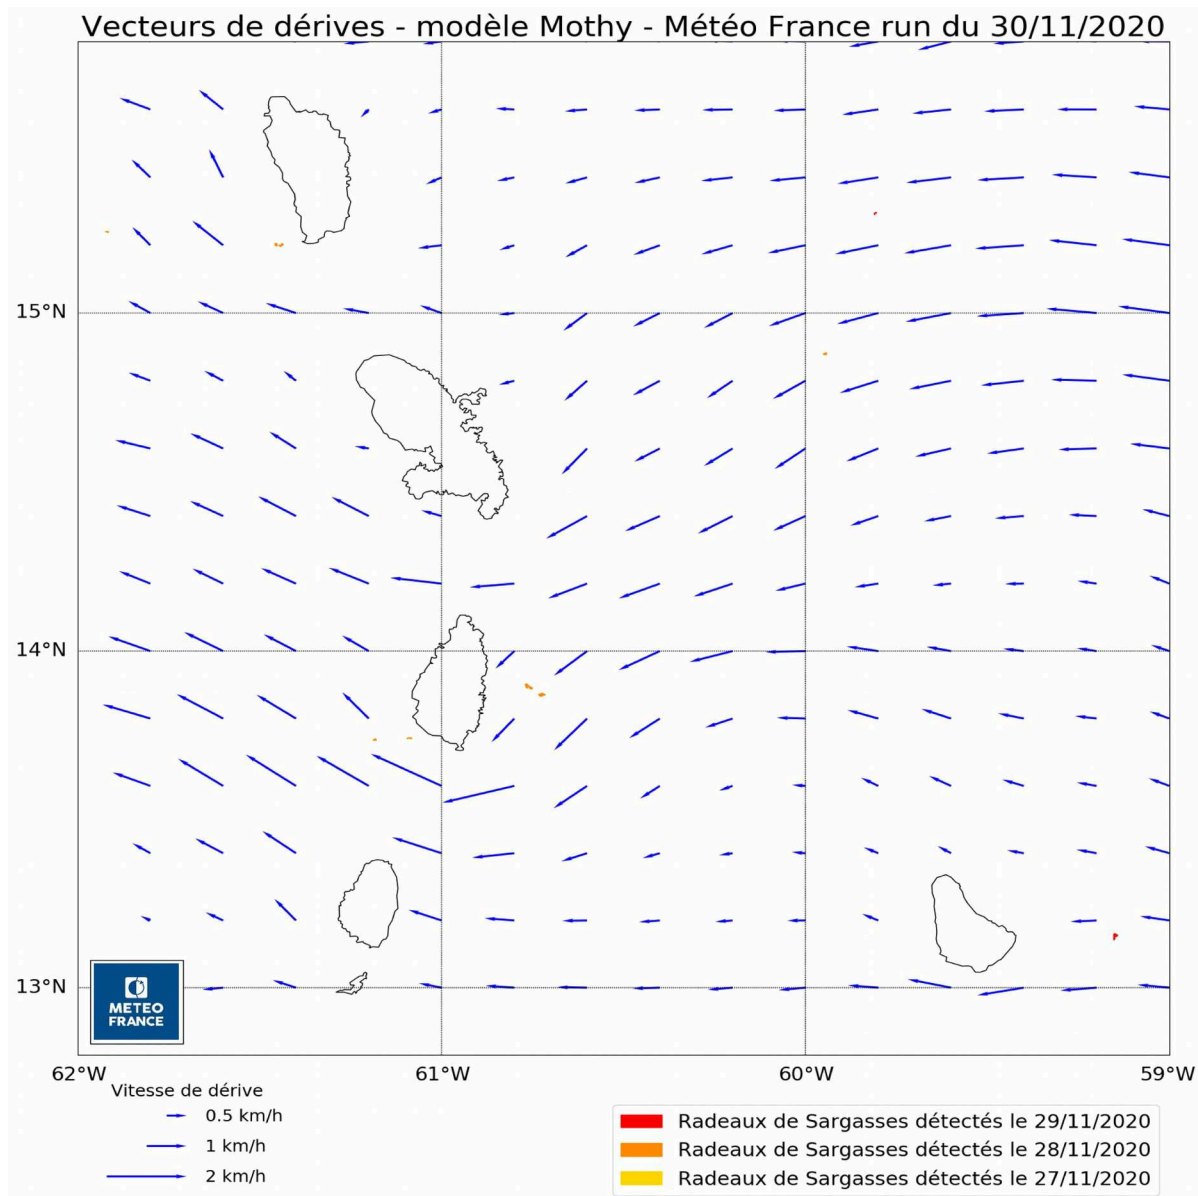 Vecteurs de dérives - modèle Mothy - Météo France run du 30/11/2020
15°N
14°N
13°N
METEO
FRANCE
62°W
61°W
60°W
59°W
Vitesse de dérive
0.5 km/h
1 km/h
2 km/h
Radeaux de Sargasses détectés le 29/11/2020
Radeaux de Sargasses détectés le 28/11/2020
Radeaux de Sargasses détectés le 27/11/2020